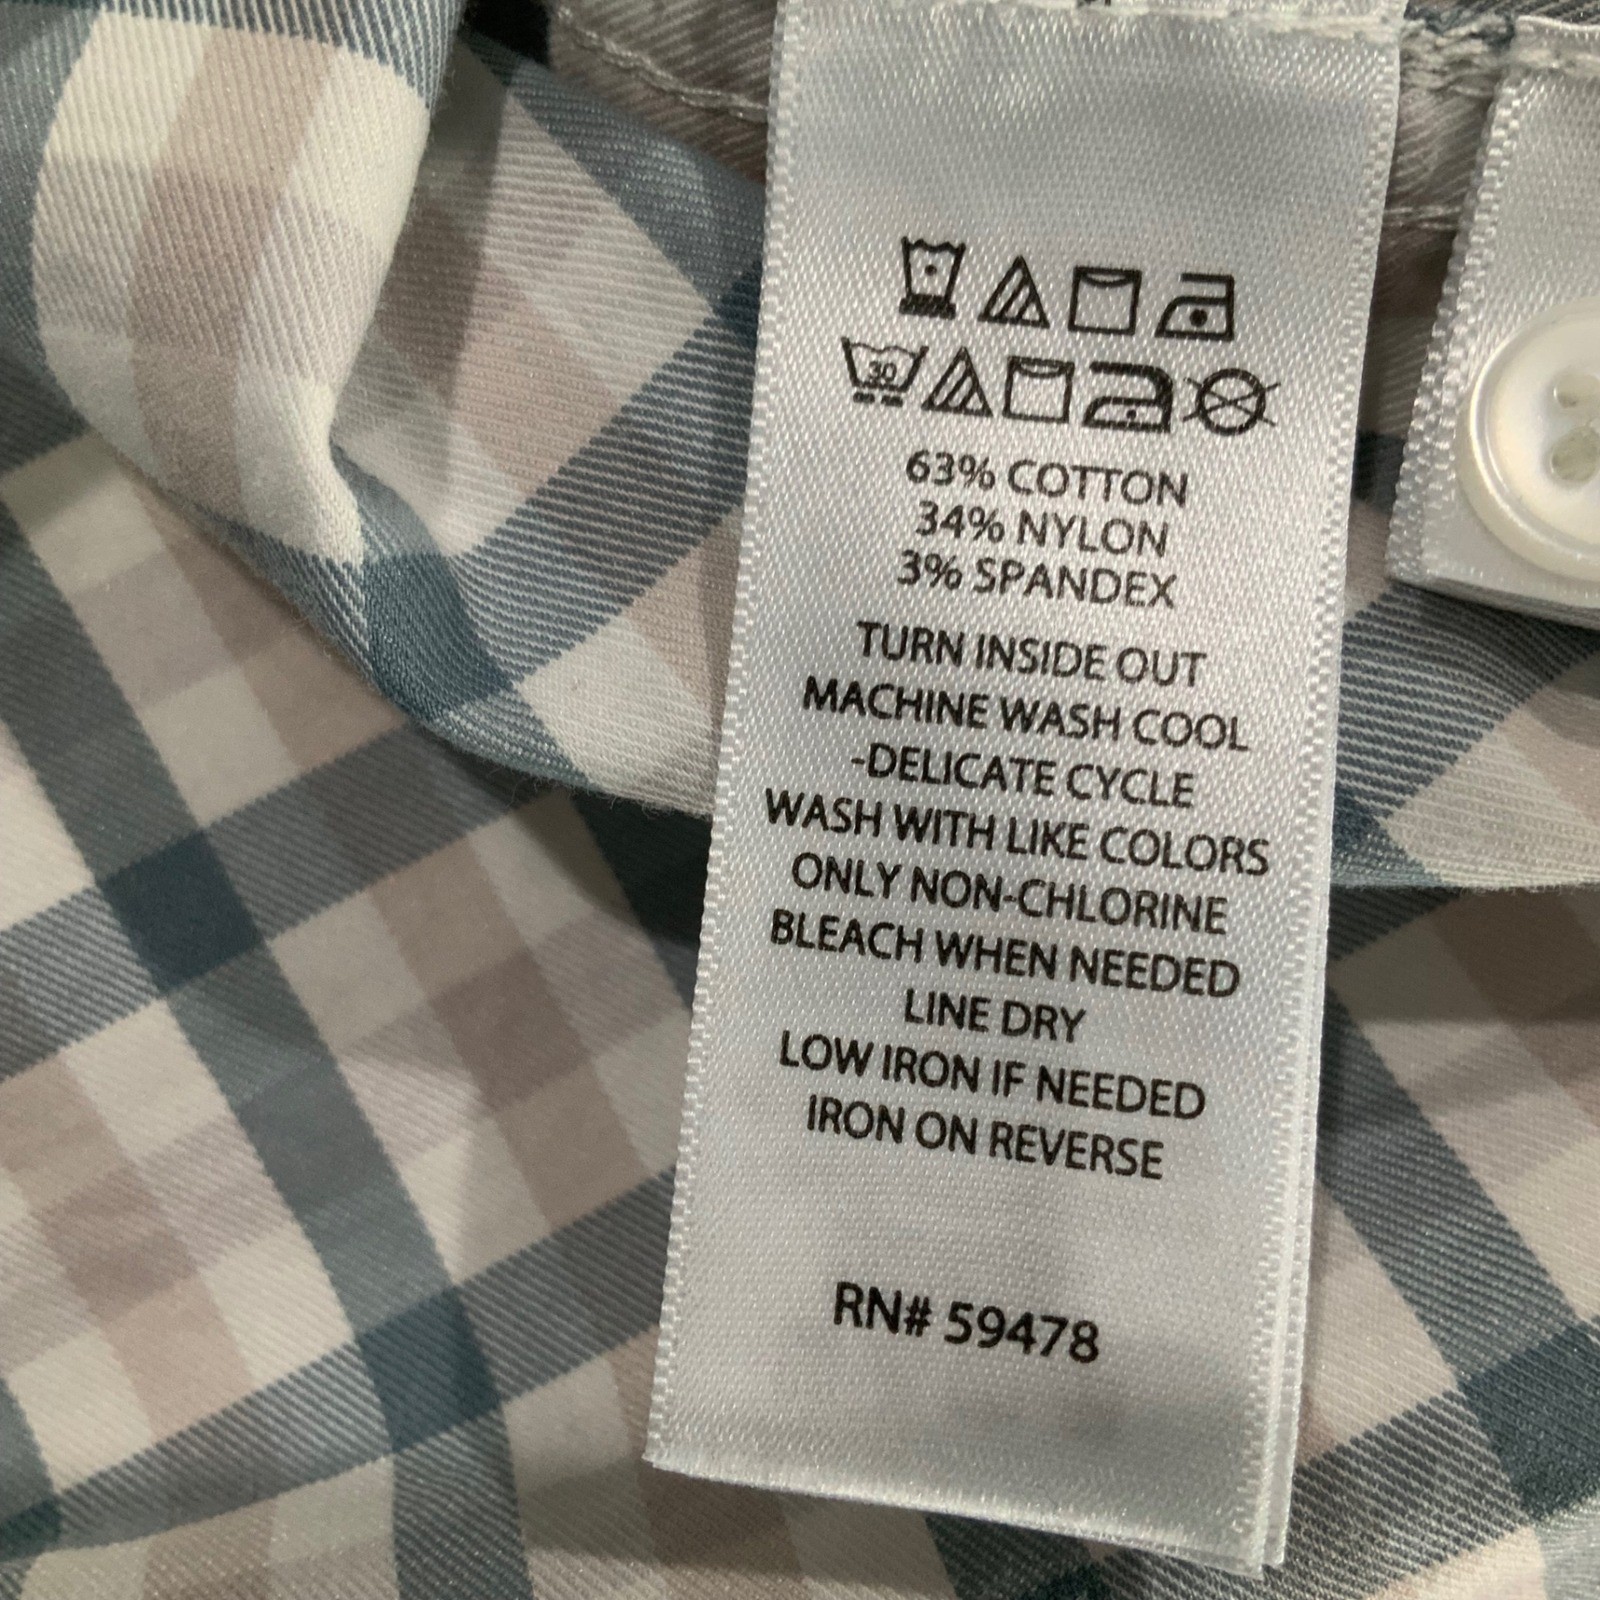 30
63% COTTON
34% NYLON
3% SPANDEX
TURN INSIDE OUT
MACHINE WASH COOL
-DELICATE CYCLE
WASH WITH LIKE COLORS
ONLY NON-CHLORINE
BLEACH WHEN NEEDED
LINE DRY
LOW IRON IF NEEDED
IRON ON REVERSE
RN# 59478